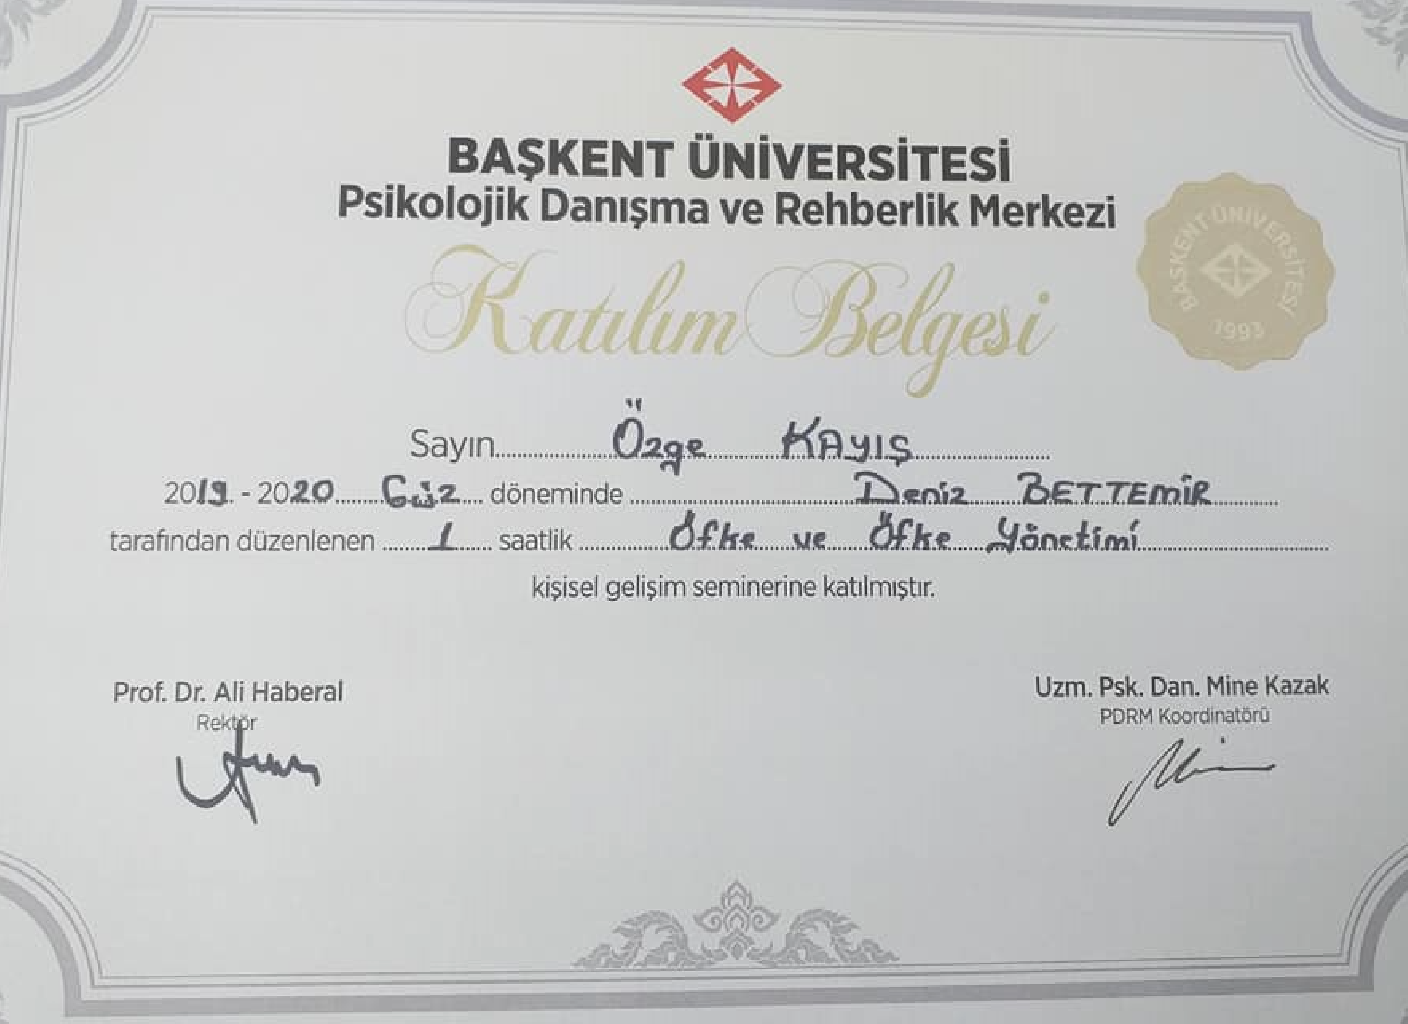 BAŞKENT ÜNİVERSİTESİ
Psikolojik Danışma ve Rehberlik Merkezi
Katılım Belgesi
BAŞKENT ÜNİVERSİTESİ
1993
Sayın Özge KAYIŞ
2019 - 2020 Güz döneminde Deniz BETTEMİR
tarafından düzenlenen 1 saatlik Öfke ve Öfke Yönetimi
kişisel gelişim seminerine katılmıştır.
Prof. Dr. Ali Haberal
Rektör
Uzm. Psk. Dan. Mine Kazak
PDRM Koordinatörü